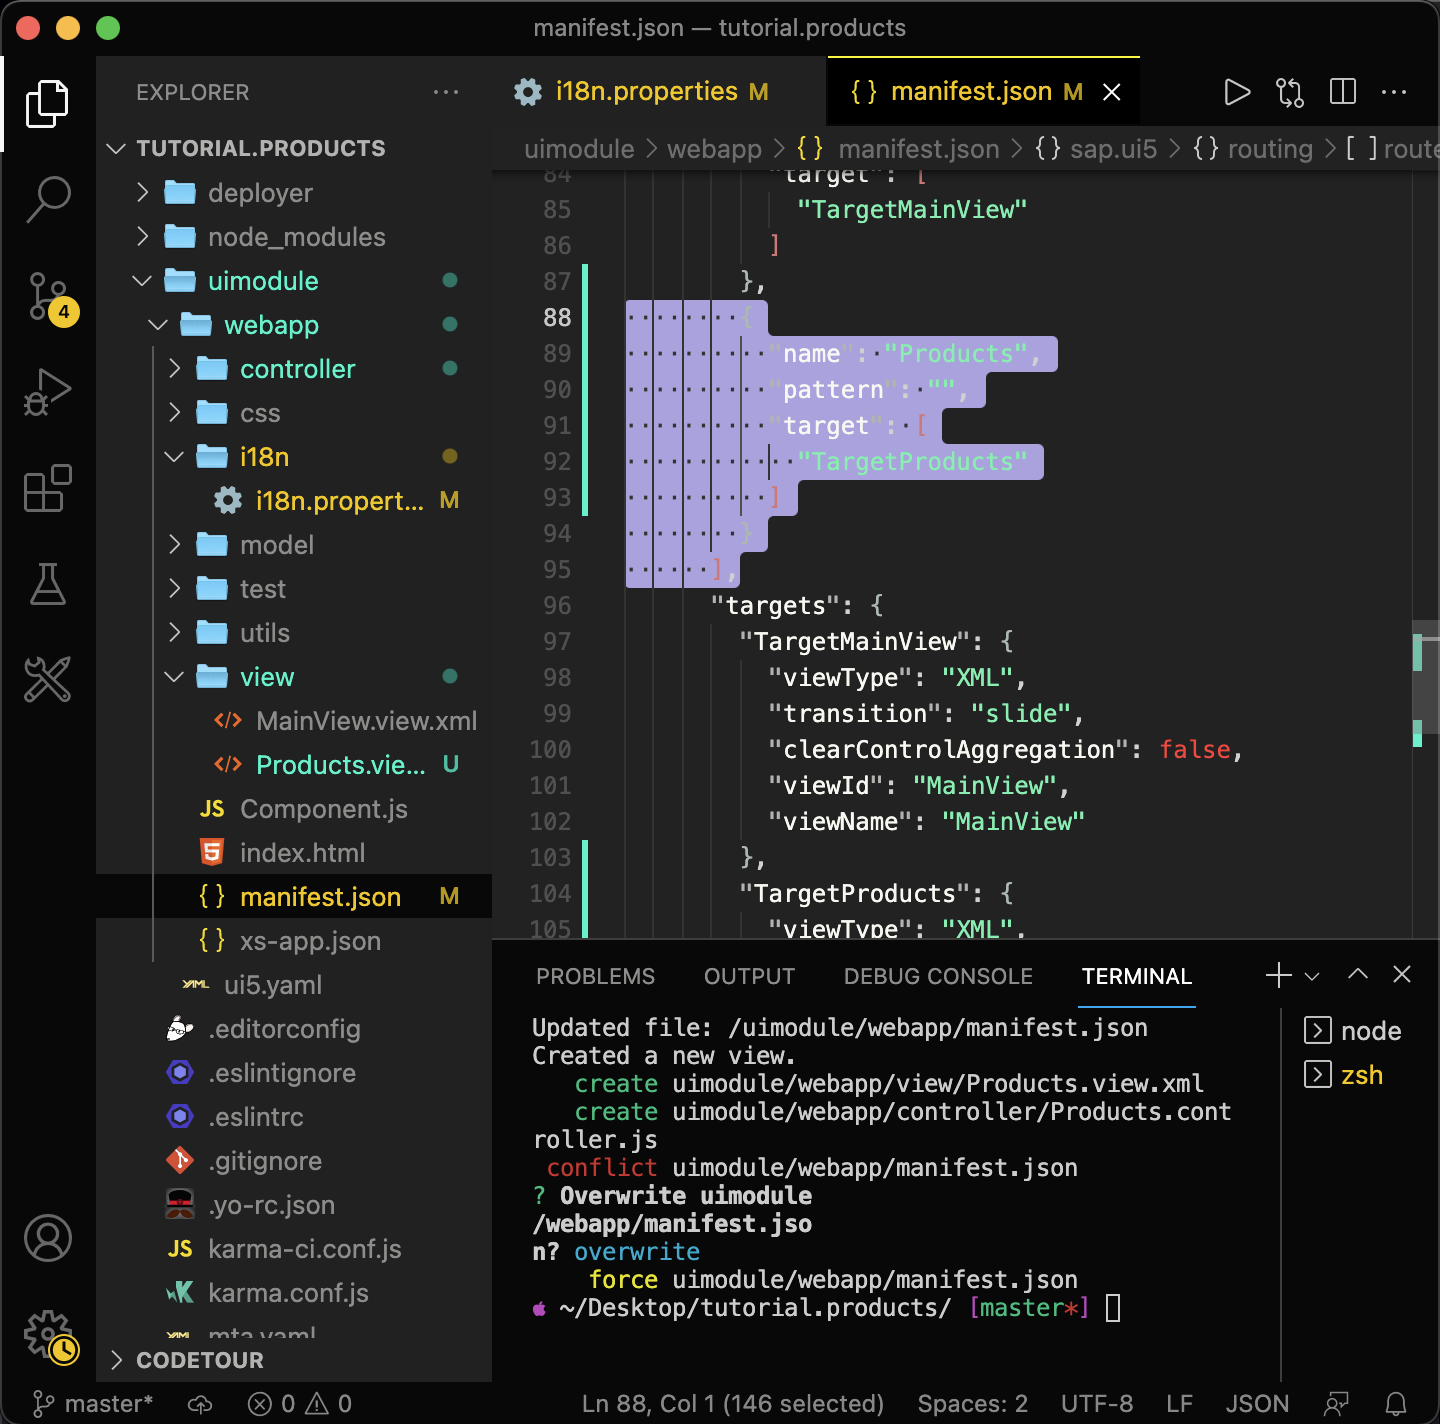 manifest.json — tutorial.products
EXPLORER
TUTORIAL.PRODUCTS
deployer
node_modules
uimodule
webapp
controller
css
i18n
i18n.propert... M
model
test
utils
view
MainView.view.xml
Products.vie... U
JS Component.js
index.html
{} manifest.json M
{} xs-app.json
YAML ui5.yaml
.editorconfig
.eslintignore
.eslintrc
.gitignore
.yo-rc.json
JS karma-ci.conf.js
karma.conf.js
YAML mta.yaml
CODETOUR
4
i18n.properties M
{} manifest.json M
uimodule > webapp > {} manifest.json > {} sap.ui5 > {} routing > [ ] route
84 "target": [
85 "TargetMainView"
86 ]
87 },
88 {
89 "name": "Products",
90 "pattern": "",
91 "target": [
92 "TargetProducts"
93 ]
94 }
95 ],
96 "targets": {
97 "TargetMainView": {
98 "viewType": "XML",
99 "transition": "slide",
100 "clearControlAggregation": false,
101 "viewId": "MainView",
102 "viewName": "MainView"
103 },
104 "TargetProducts": {
105 "viewType": "XML",
PROBLEMS OUTPUT DEBUG CONSOLE TERMINAL
Updated file: /uimodule/webapp/manifest.json
Created a new view.
create uimodule/webapp/view/Products.view.xml
create uimodule/webapp/controller/Products.cont
roller.js
conflict uimodule/webapp/manifest.json
? Overwrite uimodule
/webapp/manifest.jso
n? overwrite
force uimodule/webapp/manifest.json
~/Desktop/tutorial.products/ [master*]
node
zsh
master* 0 0 Ln 88, Col 1 (146 selected) Spaces: 2 UTF-8 LF JSON